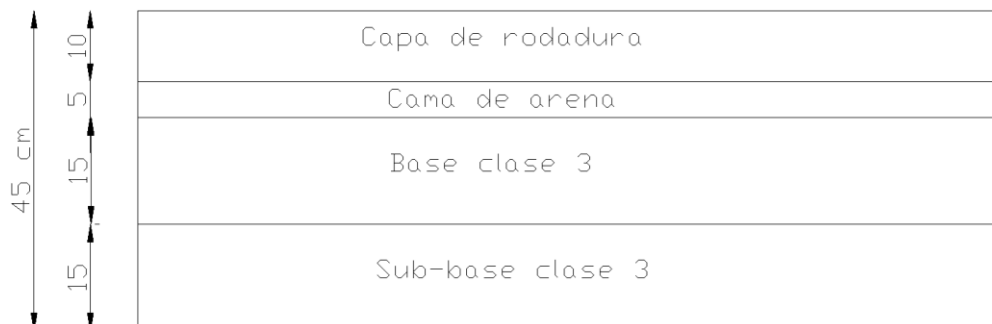 10
Capa de rodadura
5
Cama de arena
45 cm
15
Base clase 3
15
Sub-base clase 3